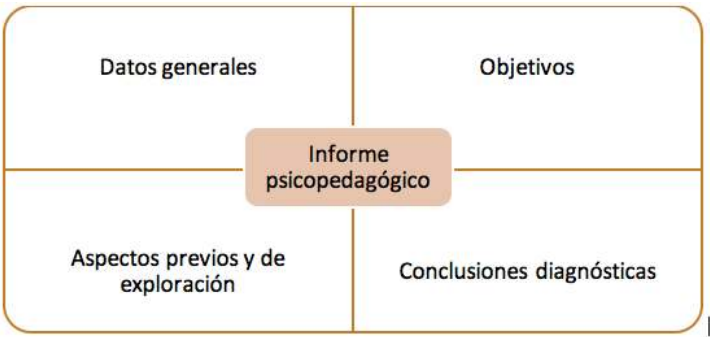 Datos generales
Objetivos
Informe
psicopedagógico
Aspectos previos y de
exploración
Conclusiones diagnósticas